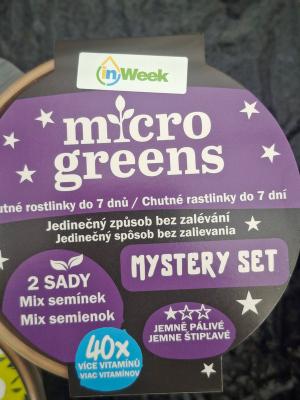 inWeek
micro
greens
utné rostlinky do 7 dnů / Chutné rastlinky do 7 dní
Jedinečný způsob bez zalévání
Jedinečný spôsob bez zalievania
MYSTERY SET
2 SADY
Mix semínek
Mix semienok
JEMNĚ PÁLIVÉ
JEMNE ŠTIPĽAVÉ
40x
VÍCE VITAMÍNŮ
VIAC VITAMÍNOV